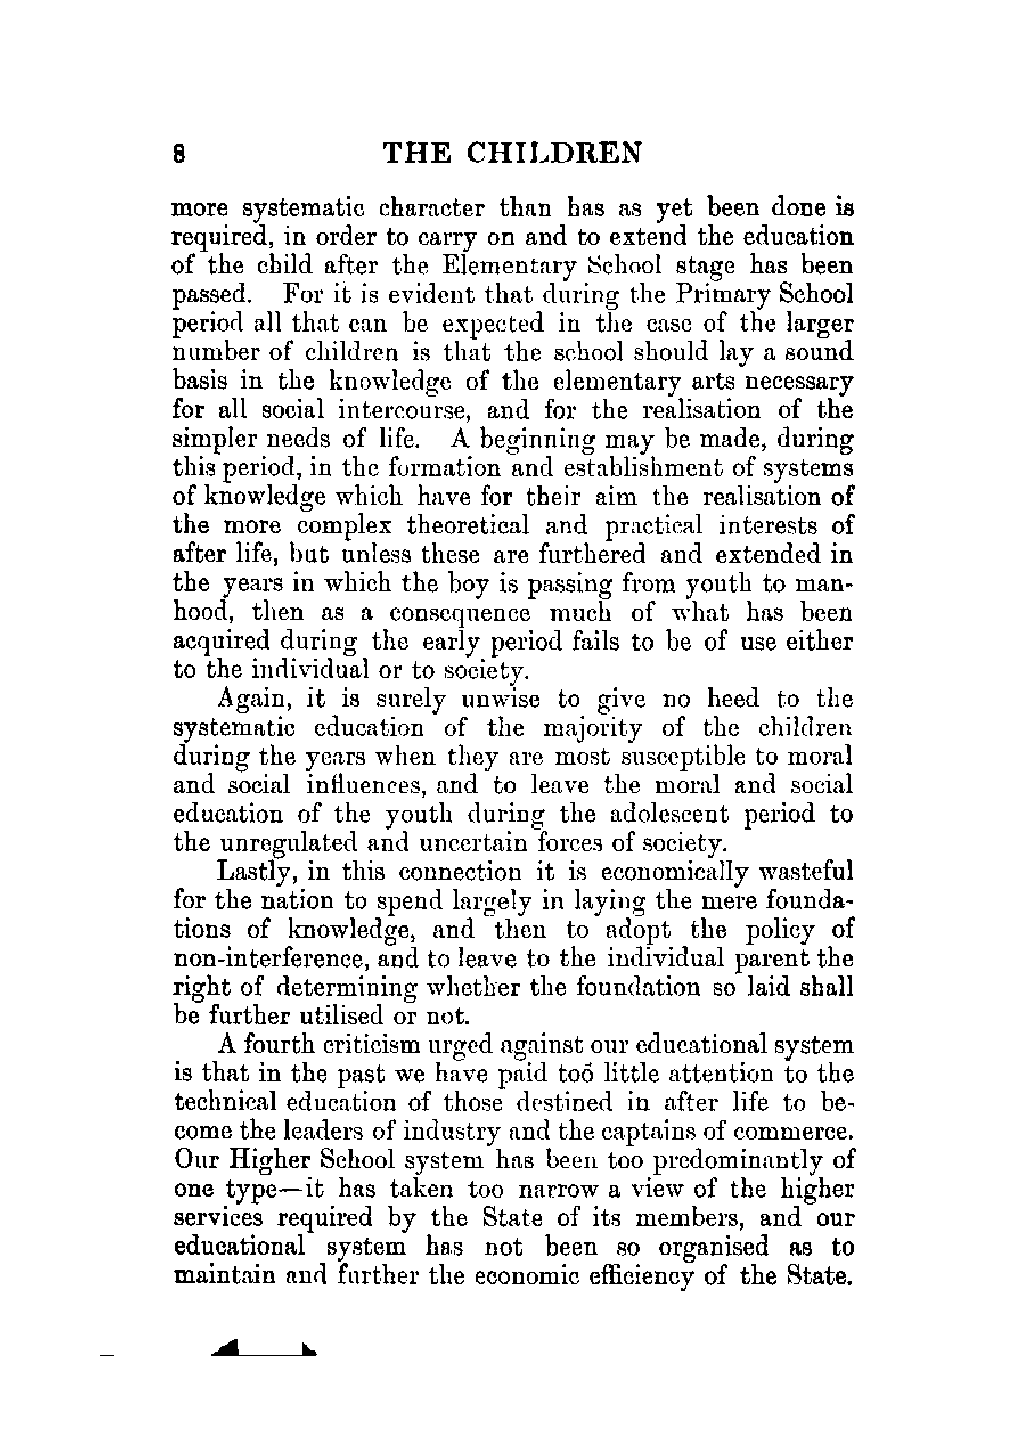 8 THE CHILDREN
more systematic character than has as yet been done is
required, in order to carry on and to extend the education
of the child after the Elementary School stage has been
passed. For it is evident that during the Primary School
period all that can be expected in the case of the larger
number of children is that the school should lay a sound
basis in the knowledge of the elementary arts necessary
for all social intercourse, and for the realisation of the
simpler needs of life. A beginning may be made, during
this period, in the formation and establishment of systems
of knowledge which have for their aim the realisation of
the more complex theoretical and practical interests of
after life, but unless these are furthered and extended in
the years in which the boy is passing from youth to man-
hood, then as a consequence much of what has been
acquired during the early period fails to be of use either
to the individual or to society.
Again, it is surely unwise to give no heed to the
systematic education of the majority of the children
during the years when they are most susceptible to moral
and social influences, and to leave the moral and social
education of the youth during the adolescent period to
the unregulated and uncertain forces of society.
Lastly, in this connection it is economically wasteful
for the nation to spend largely in laying the mere founda-
tions of knowledge, and then to adopt the policy of
non-interference, and to leave to the individual parent the
right of determining whether the foundation so laid shall
be further utilised or not.
A fourth criticism urged against our educational system
is that in the past we have paid too little attention to the
technical education of those destined in after life to be-
come the leaders of industry and the captains of commerce.
Our Higher School system has been too predominantly of
one type—it has taken too narrow a view of the higher
services required by the State of its members, and our
educational system has not been so organised as to
maintain and further the economic efficiency of the State.